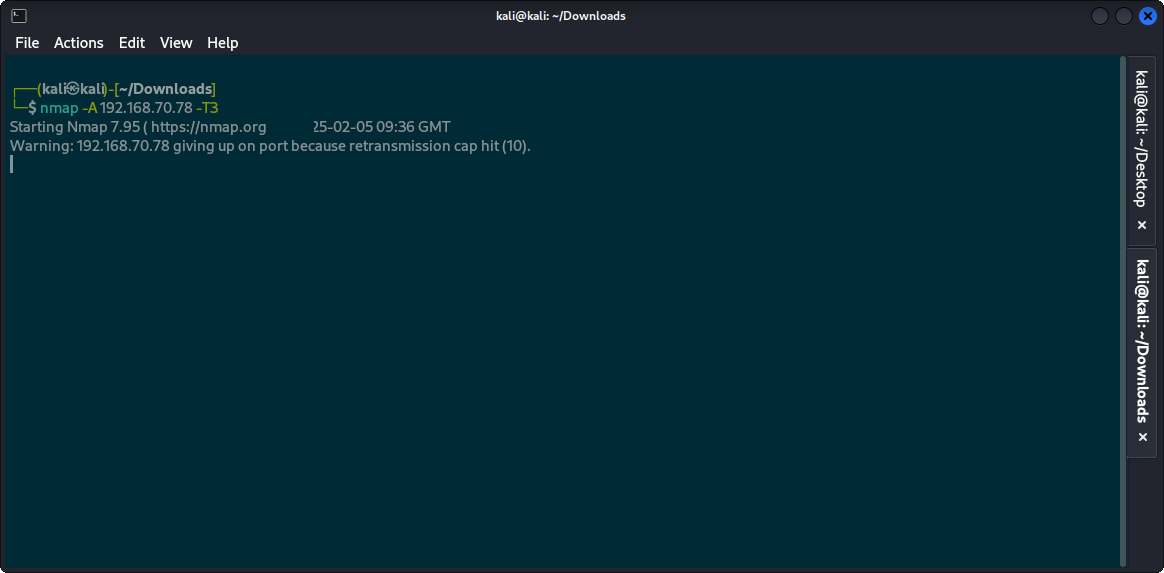 kali@kali: ~/Downloads
File Actions Edit View Help
┌──(kali㉿kali)-[~/Downloads]
└─$ nmap -A 192.168.70.78 -T3
Starting Nmap 7.95 ( https://nmap.org 25-02-05 09:36 GMT
Warning: 192.168.70.78 giving up on port because retransmission cap hit (10).
kali@kali: ~/Desktop
kali@kali: ~/Downloads